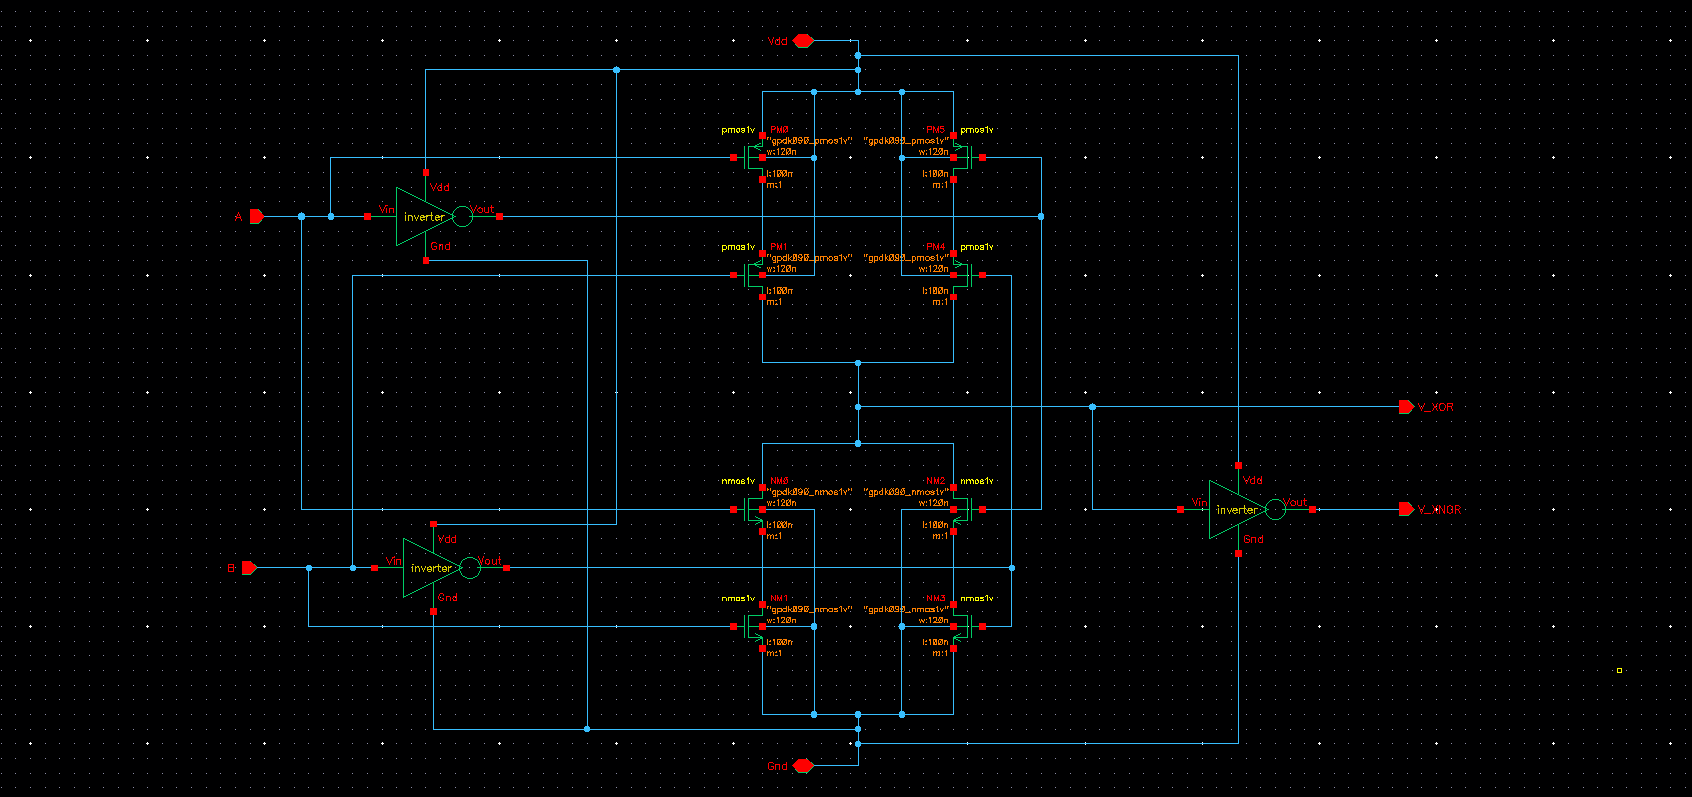 Vdd
pmos1v PM0 PM5 pmos1v
"gpdk090_pmos1v" "gpdk090_pmos1v"
w:120n w:120n
l:100n l:100n
m:1 m:1
Vdd
A Vin inverter Vout
Gnd
pmos1v PM1 PM4 pmos1v
"gpdk090_pmos1v" "gpdk090_pmos1v"
w:120n w:120n
l:100n l:100n
m:1 m:1
V_XOR
nmos1v NM0 NM2 nmos1v
"gpdk090_nmos1v" "gpdk090_nmos1v"
w:120n w:120n
l:100n l:100n
m:1 m:1
Vdd
Vin inverter Vout V_XNOR
Gnd
Vdd
B Vin inverter Vout
Gnd
nmos1v NM1 NM3 nmos1v
"gpdk090_nmos1v" "gpdk090_nmos1v"
w:120n w:120n
l:100n l:100n
m:1 m:1
Gnd